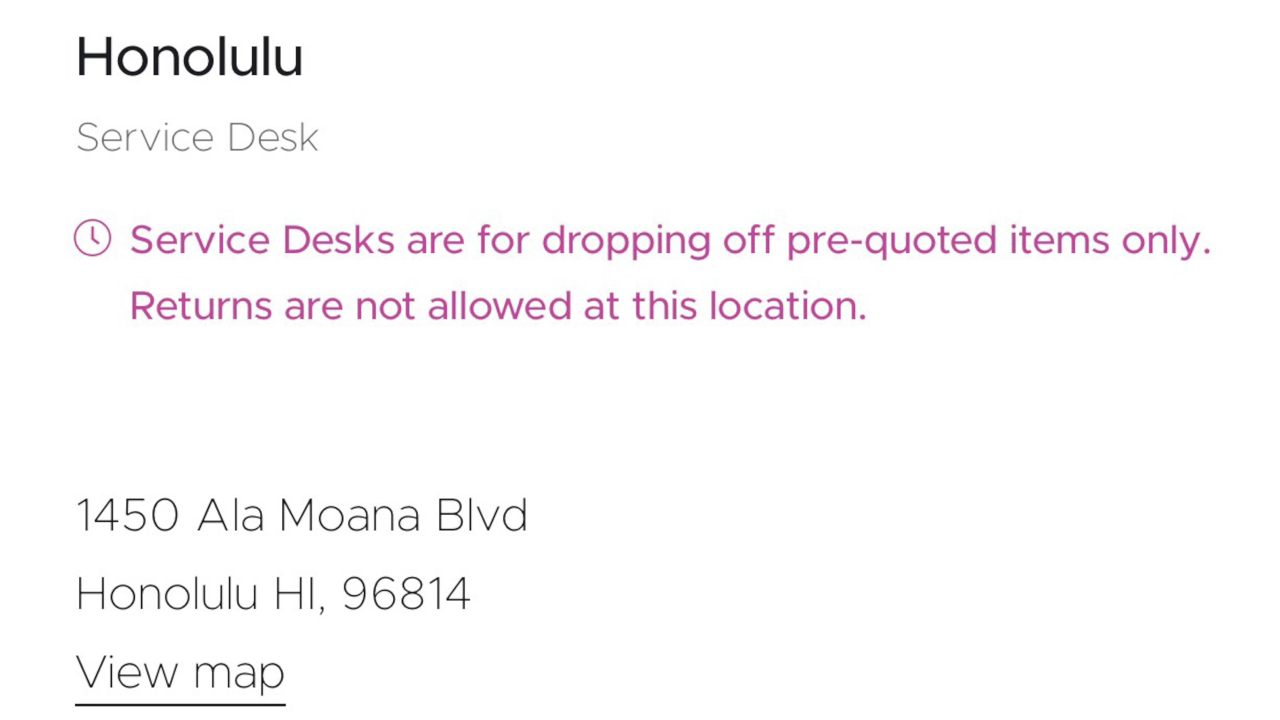 Honolulu
Service Desk
Service Desks are for dropping off pre-quoted items only.
Returns are not allowed at this location.
1450 Ala Moana Blvd
Honolulu HI, 96814
View map